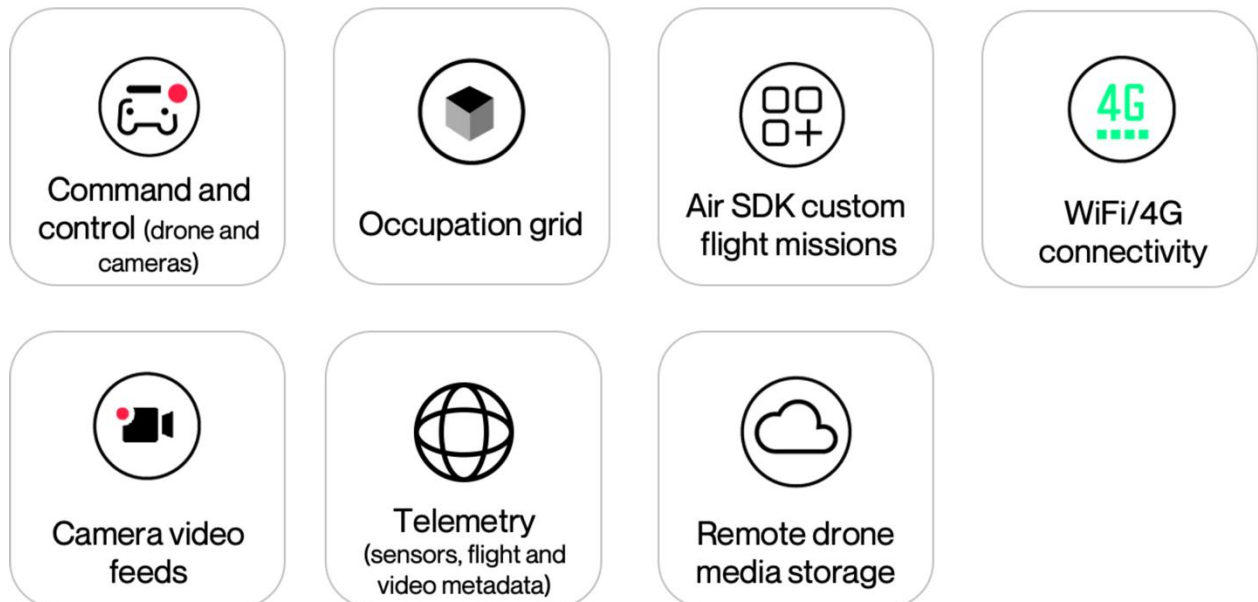 Command and
control (drone and
cameras)
Occupation grid
Air SDK custom
flight missions
4G
WiFi/4G
connectivity
Camera video
feeds
Telemetry
(sensors, flight and
video metadata)
Remote drone
media storage